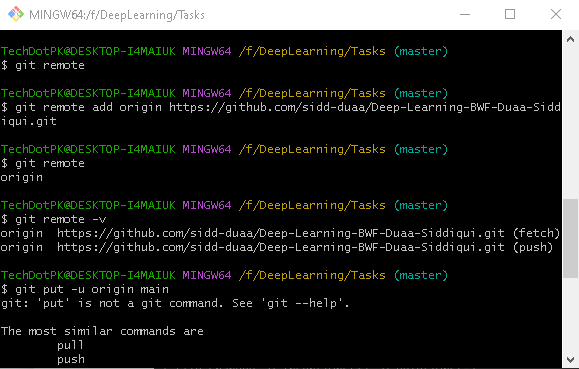 MINGW64:/f/DeepLearning/Tasks
TechDotPK@DESKTOP-I4MAIUK MINGW64 /f/DeepLearning/Tasks (master)
$ git remote
TechDotPK@DESKTOP-I4MAIUK MINGW64 /f/DeepLearning/Tasks (master)
$ git remote add origin https://github.com/sidd-duaa/Deep-Learning-BWF-Duaa-Sidd
iqui.git
TechDotPK@DESKTOP-I4MAIUK MINGW64 /f/DeepLearning/Tasks (master)
$ git remote
origin
TechDotPK@DESKTOP-I4MAIUK MINGW64 /f/DeepLearning/Tasks (master)
$ git remote -v
origin  https://github.com/sidd-duaa/Deep-Learning-BWF-Duaa-Siddiqui.git (fetch)
origin  https://github.com/sidd-duaa/Deep-Learning-BWF-Duaa-Siddiqui.git (push)
TechDotPK@DESKTOP-I4MAIUK MINGW64 /f/DeepLearning/Tasks (master)
$ git put -u origin main
git: 'put' is not a git command. See 'git --help'.
The most similar commands are
pull
push